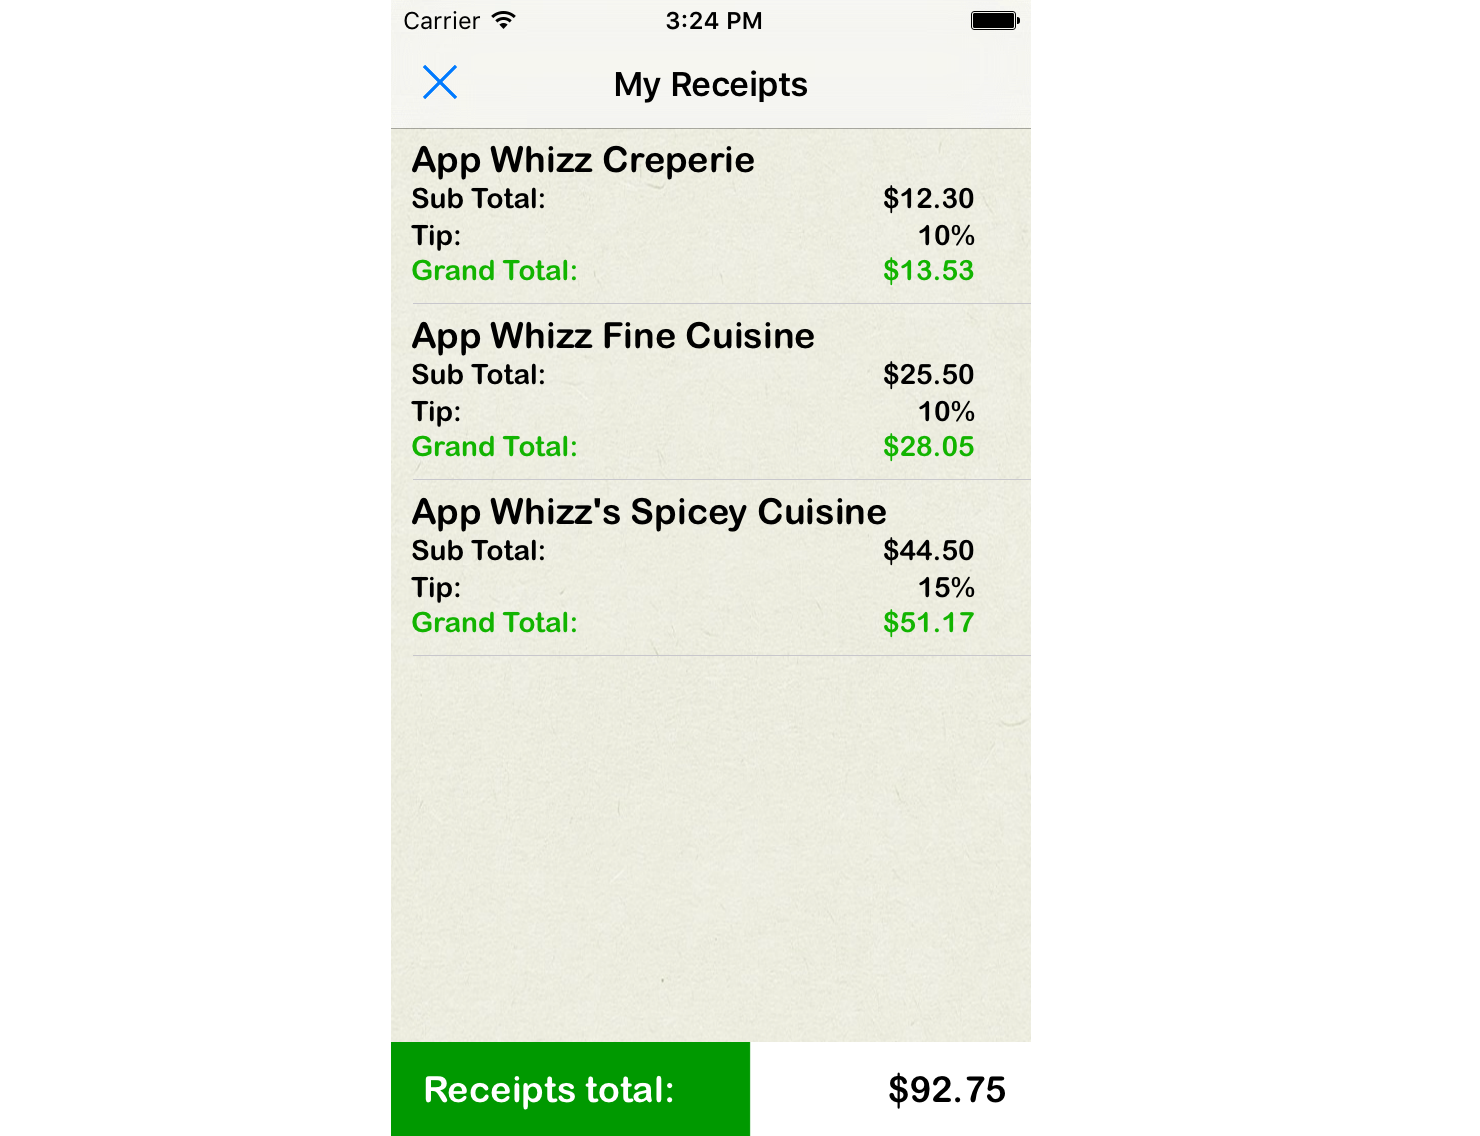 Carrier 3:24 PM
My Receipts
App Whizz Creperie
Sub Total: $12.30
Tip: 10%
Grand Total: $13.53
App Whizz Fine Cuisine
Sub Total: $25.50
Tip: 10%
Grand Total: $28.05
App Whizz's Spicey Cuisine
Sub Total: $44.50
Tip: 15%
Grand Total: $51.17
Receipts total: $92.75